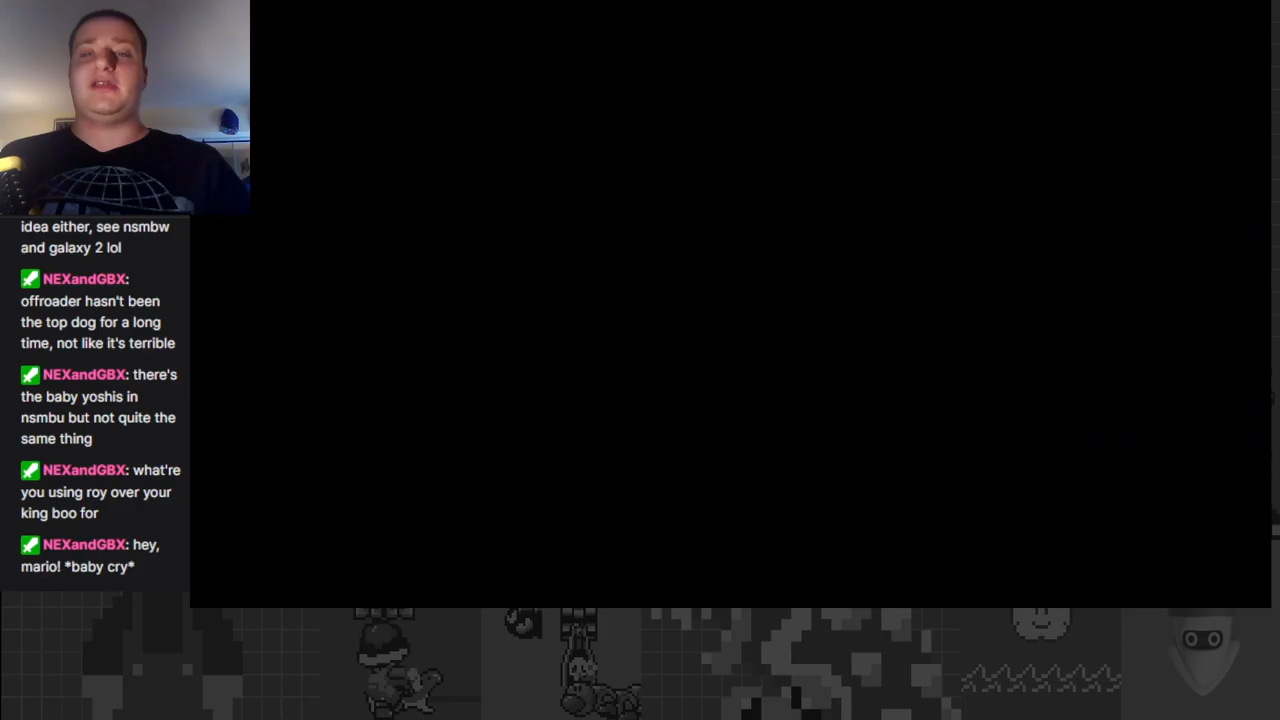 idea either, see nsmbw
and galaxy 2 lol
NEXandGBX:
offroader hasn't been
the top dog for a long
time, not like it's terrible
NEXandGBX: there's
the baby yoshis in
nsmbu but not quite the
same thing
NEXandGBX: what're
you using roy over your
king boo for
NEXandGBX: hey,
mario! *baby cry*